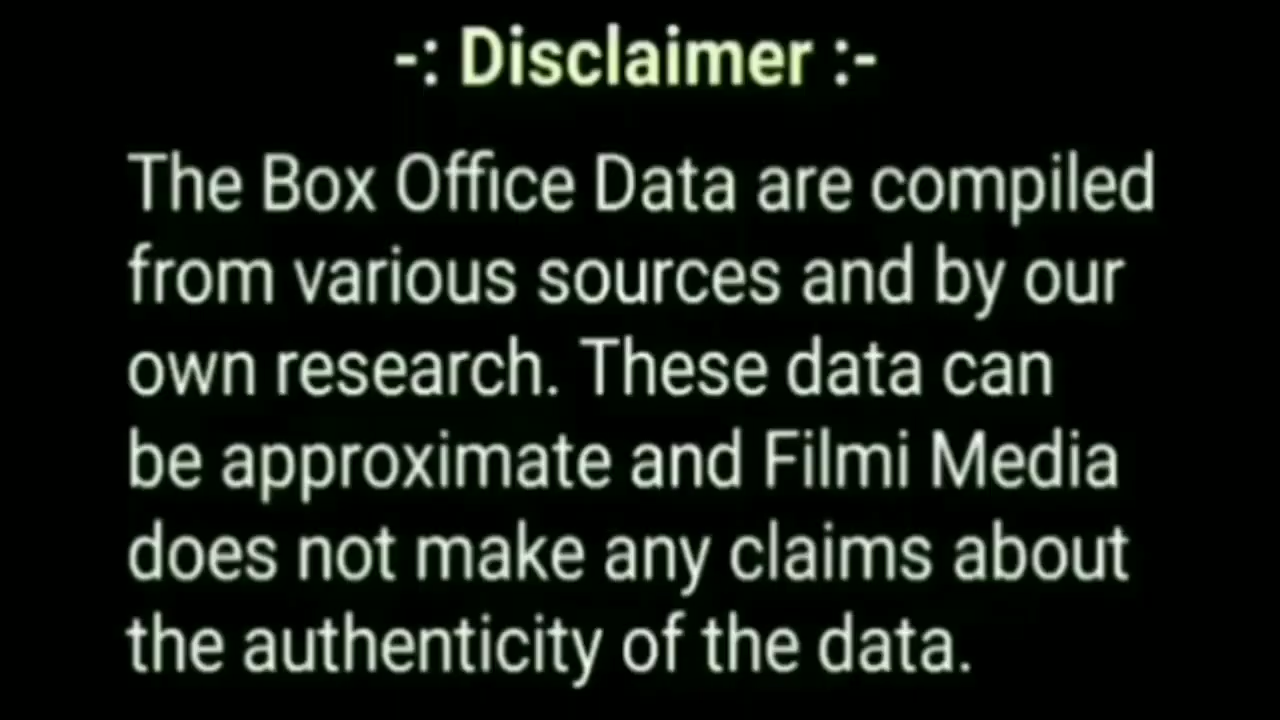 -: Disclaimer :-
The Box Office Data are compiled
from various sources and by our
own research. These data can
be approximate and Filmi Media
does not make any claims about
the authenticity of the data.